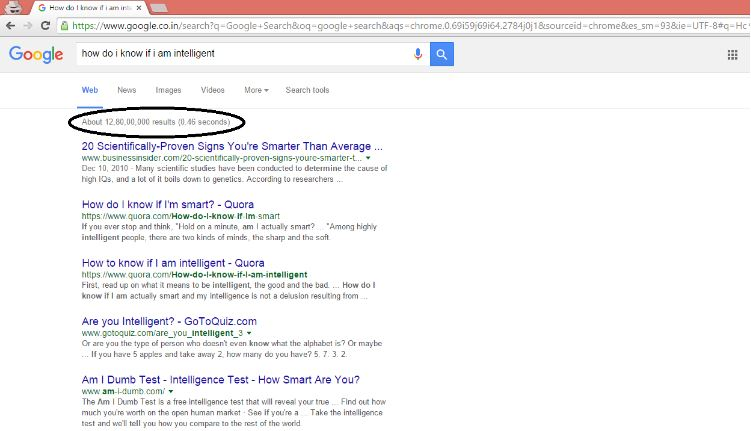 How do I know if I am inte
https://www.google.co.in/search?q=Google+Search&oq=google+search&aqs=chrome.0.69i59j69i64.2784j0j1&sourceid=chrome&es_sm=93&ie=UTF-8#q=Ho
Google how do i know if i am intelligent
Web News Images Videos More Search tools
About 12,80,00,000 results (0.46 seconds)
20 Scientifically-Proven Signs You're Smarter Than Average ...
www.businessinsider.com/20-scientifically-proven-signs-youre-smarter-t...
Dec 10, 2010 - Many scientific studies have been conducted to determine the cause of
high IQs, and a lot of it boils down to genetics. According to researchers ...
How do I know if I'm smart? - Quora
https://www.quora.com/How-do-I-know-if-Im-smart
If you ever stop and think, "Hold on a minute, am I actually smart? ... "Among highly
intelligent people, there are two kinds of minds, the sharp and the soft.
How to know if I am intelligent - Quora
https://www.quora.com/How-do-I-know-if-I-am-intelligent
First, read up on what it means to be intelligent, the good and the bad. ... How do I
know if I am actually smart and my intelligence is not a delusion resulting from ...
Are you Intelligent? - GoToQuiz.com
www.gotoquiz.com/are_you_intelligent_3
Or are you the type of person who doesn't even know what the alphabet is? Or maybe
... If you have 5 apples and take away 2, how many do you have? 5. 7. 3. 2.
Am I Dumb Test - Intelligence Test - How Smart Are You?
www.am-i-dumb.com/
The Am I Dumb Test is a free intelligence test that will reveal your true ... Find out how
much you're worth on the open human market - See if you're a ... Take the intelligence
test and we'll tell you how you compare to the rest of the world.